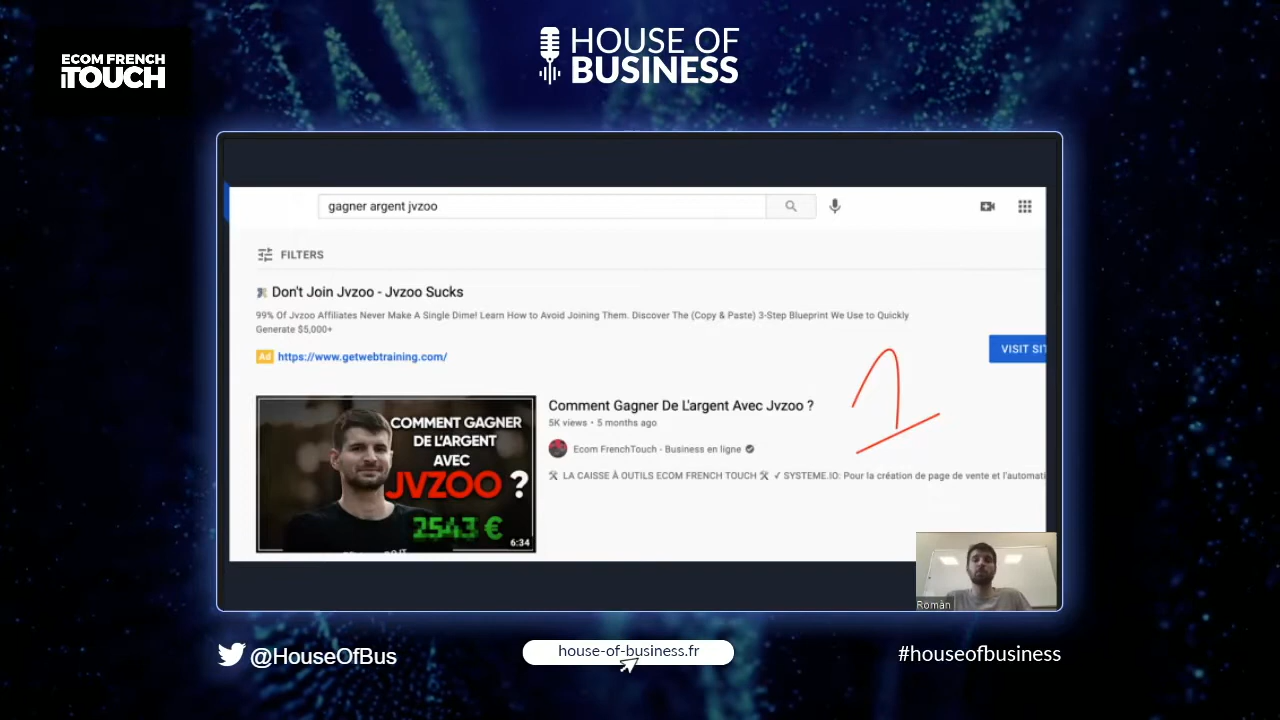 ECOM FRENCH
TOUCH
HOUSE OF
BUSINESS
gagner argent jvzoo
FILTERS
Don't Join Jvzoo - Jvzoo Sucks
99% Of Jvzoo Affiliates Never Make A Single Dime! Learn How to Avoid Joining Them. Discover The (Copy & Paste) 3-Step Blueprint We Use to Quickly
Generate $5,000+
Ad https://www.getwebtraining.com/
VISIT SIT
1
COMMENT GAGNER
DE L'ARGENT
AVEC
JVZOO ?
2543 €
6:34
Comment Gagner De L'argent Avec Jvzoo ?
5K views • 5 months ago
Ecom FrenchTouch - Business en ligne
LA CAISSE À OUTILS ECOM FRENCH TOUCH ✓ SYSTEME.IO: Pour la création de page de vente et l'automati
Romàn
@HouseOfBus
house-of-business.fr
#houseofbusiness